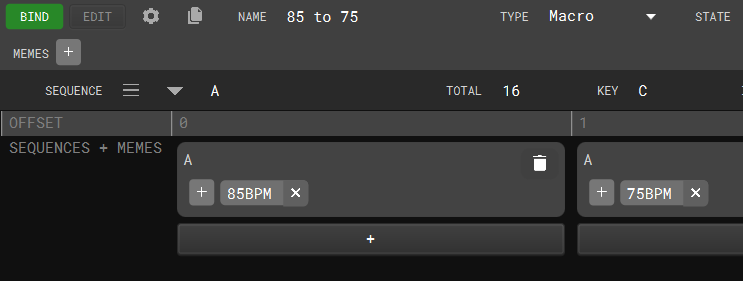 BIND EDIT NAME 85 to 75 TYPE Macro STATE
MEMES +
SEQUENCE A TOTAL 16 KEY C
OFFSET 0 1
SEQUENCES + MEMES A A
+ 85BPM × + 75BPM ×
+